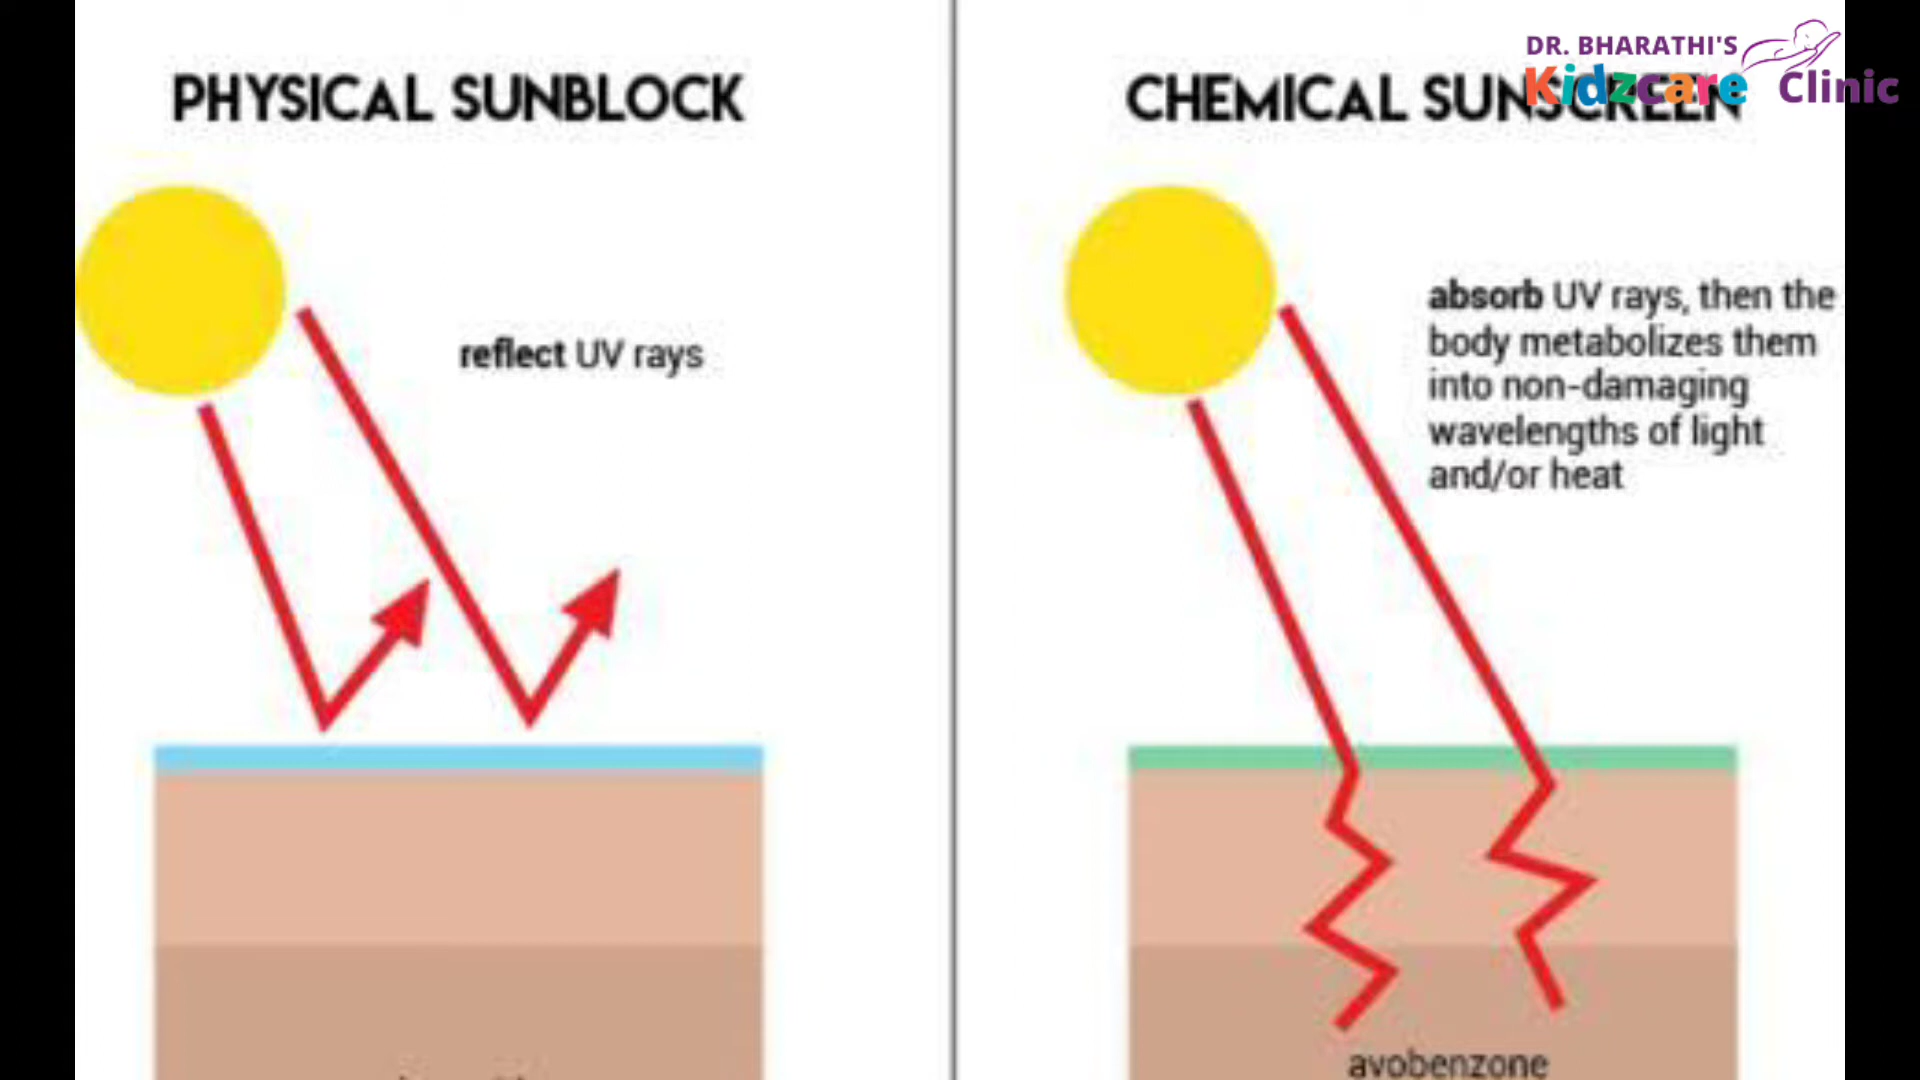 PHYSICAL SUNBLOCK
reflect UV rays
DR. BHARATHI'S
Kidzcare Clinic
CHEMICAL SUNSCREEN
absorb UV rays, then the
body metabolizes them
into non-damaging
wavelengths of light
and/or heat
avobenzone